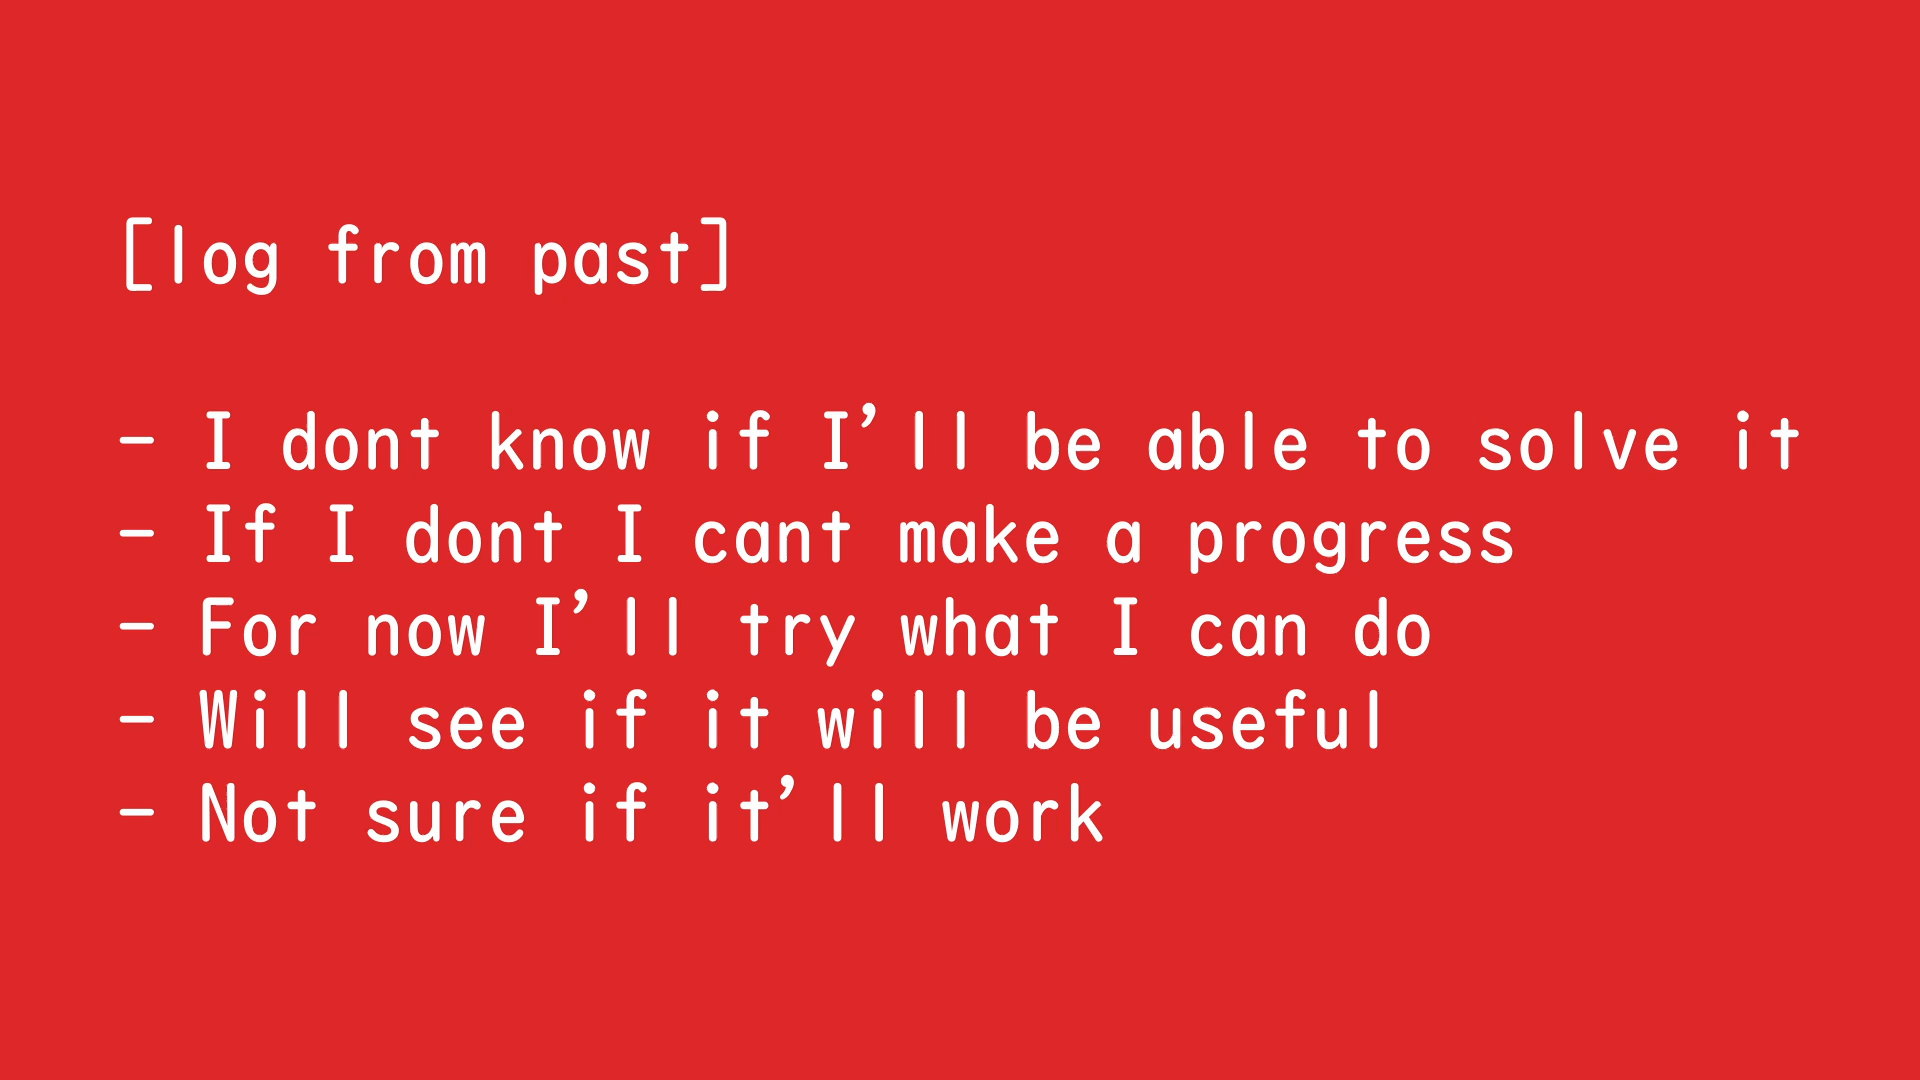 [log from past]
- I dont know if I’ll be able to solve it
- If I dont I cant make a progress
- For now I’ll try what I can do
- Will see if it will be useful
- Not sure if it’ll work